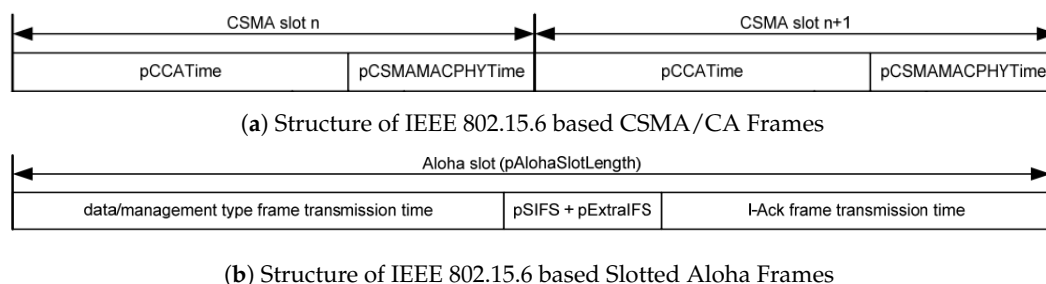 CSMA slot n CSMA slot n+1
pCCATime pCSMAMACPHYTime pCCATime pCSMAMACPHYTime
(a) Structure of IEEE 802.15.6 based CSMA/CA Frames
Aloha slot (pAlohaSlotLength)
data/management type frame transmission time pSIFS + pExtraIFS I-Ack frame transmission time
(b) Structure of IEEE 802.15.6 based Slotted Aloha Frames